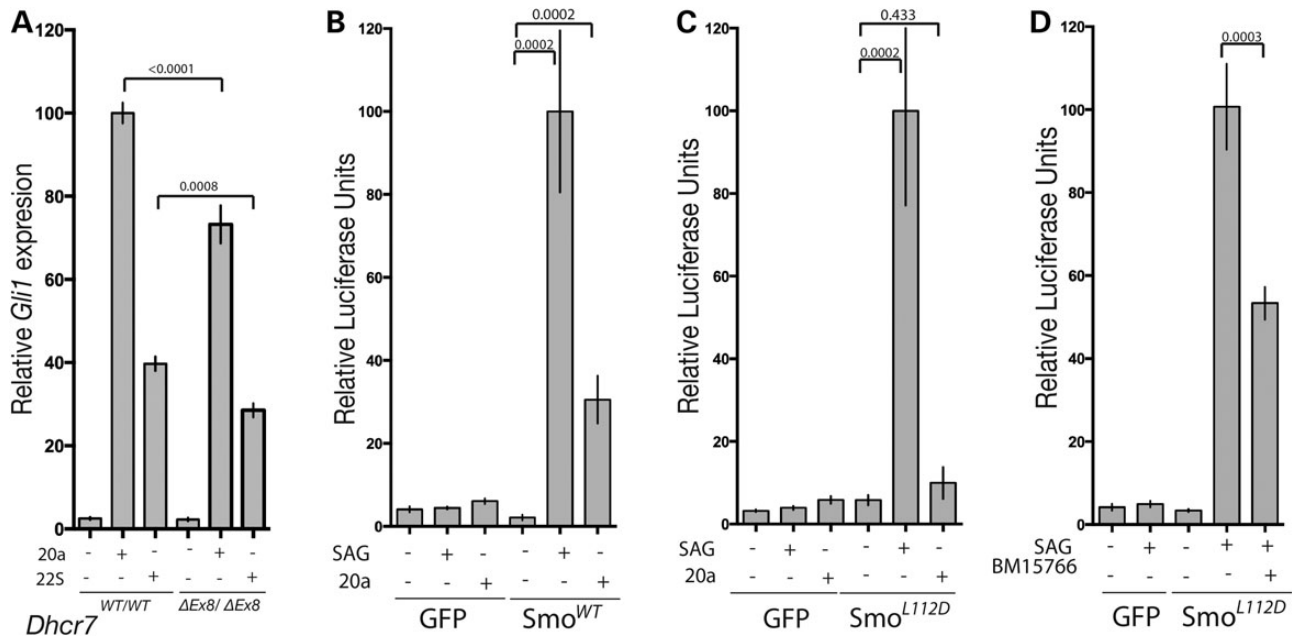 A
Relative Gli1 expresion
120
100
80
60
40
20
0
<0.0001
0.0008
20a - + - - + -
22S - - + - - +
WT/WT ΔEx8/ ΔEx8
Dhcr7
B
Relative Luciferase Units
120
100
80
60
40
20
0
0.0002
0.0002
SAG - + - - + -
20a - - + - - +
GFP Smo^WT
C
Relative Luciferase Units
120
100
80
60
40
20
0
0.433
0.0002
SAG - + - - + -
20a - - + - - +
GFP Smo^L112D
D
Relative Luciferase Units
120
100
80
60
40
20
0
0.0003
SAG - + - + +
BM15766 - - - - +
GFP Smo^L112D